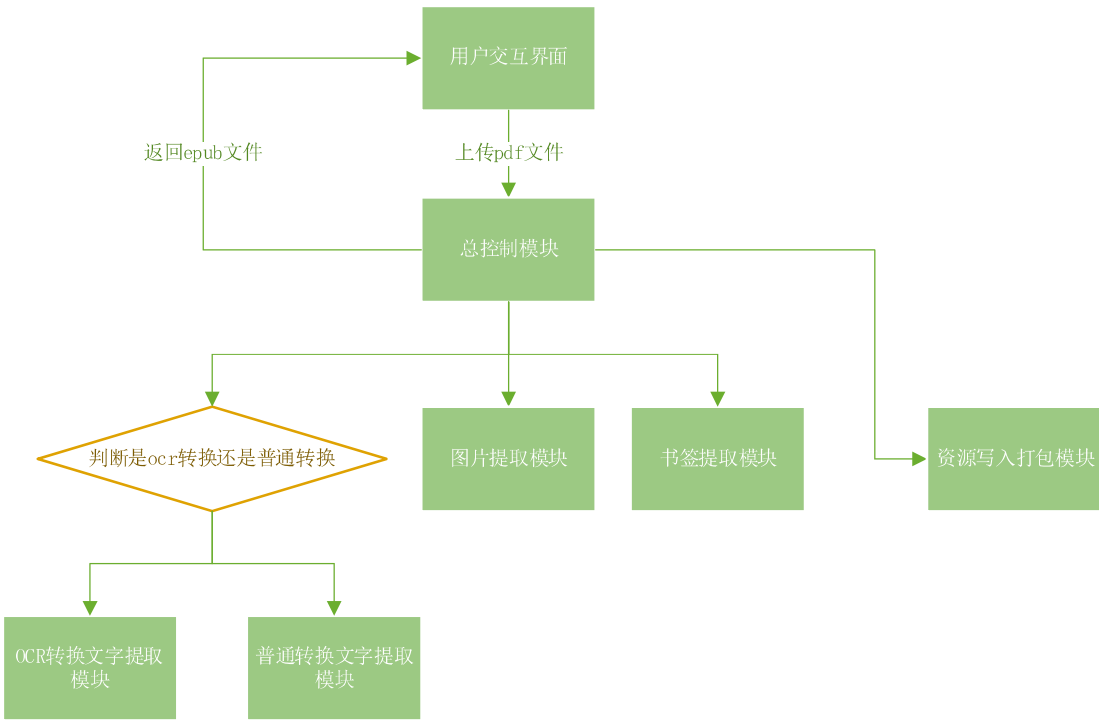 用户交互界面
返回epub文件
上传pdf文件
总控制模块
判断是ocr转换还是普通转换
图片提取模块
书签提取模块
资源写入打包模块
OCR转换文字提取
模块
普通转换文字提取
模块